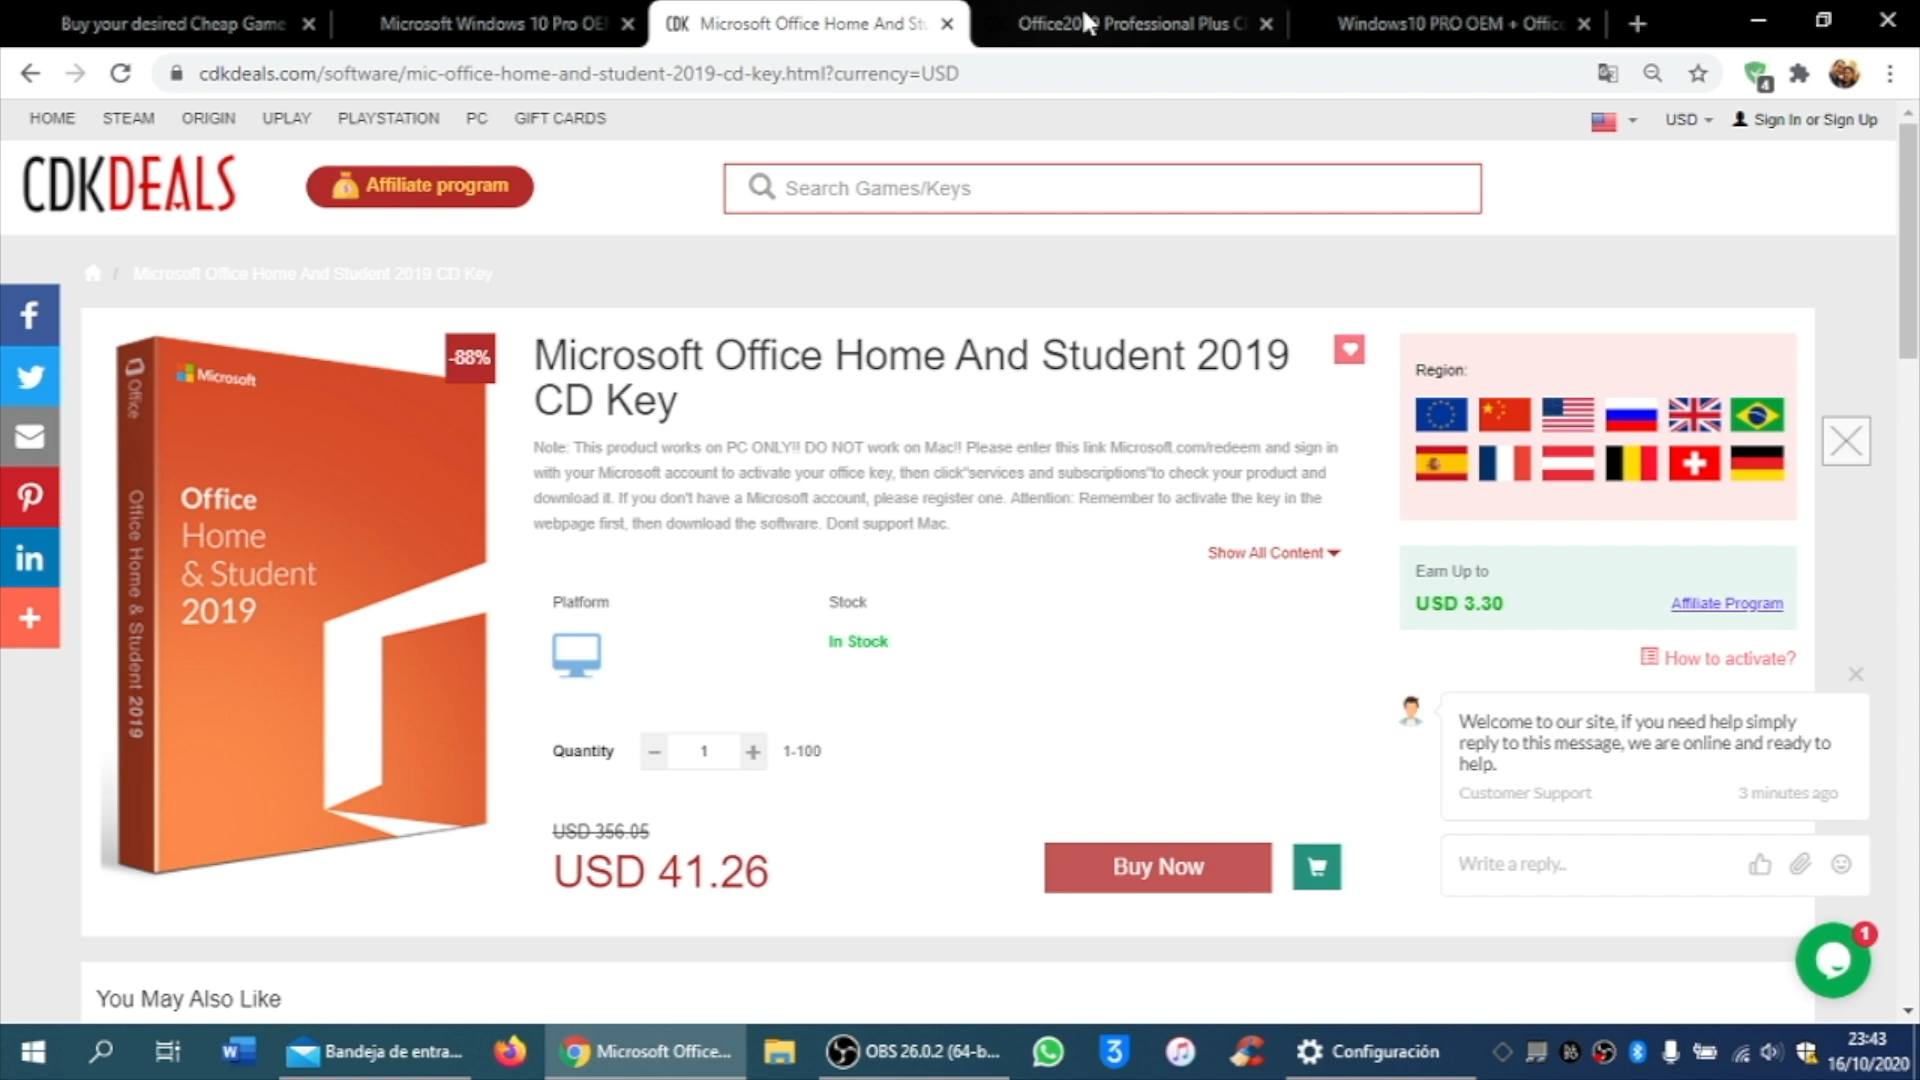 Buy your desired Cheap Game
Microsoft Windows 10 Pro OE
CDK Microsoft Office Home And St
Office20 9 Professional Plus C
Windows10 PRO OEM + Office
cdkdeals.com/software/mic-office-home-and-student-2019-cd-key.html?currency=USD
4
HOME STEAM ORIGIN UPLAY PLAYSTATION PC GIFT CARDS
USD Sign In or Sign Up
CDKDEALS
Affiliate program
Search Games/Keys
/ Microsoft Office Home And Student 2019 CD Key
-88%
Microsoft
Office
Office Home & Student 2019
Office
Home
& Student
2019
Microsoft Office Home And Student 2019
CD Key
Note: This product works on PC ONLY!! DO NOT work on Mac!! Please enter this link Microsoft.com/redeem and sign in
with your Microsoft account to activate your office key, then click"services and subscriptions"to check your product and
download it. If you don't have a Microsoft account, please register one. Attention: Remember to activate the key in the
webpage first, then download the software. Dont support Mac.
Show All Content
Platform
Stock
In Stock
Quantity - 1 + 1-100
USD 356.05
USD 41.26
Buy Now
Region:
Earn Up to
USD 3.30
Affiliate Program
How to activate?
Welcome to our site, if you need help simply
reply to this message, we are online and ready to
help.
Customer Support
3 minutes ago
Write a reply..
1
You May Also Like
Bandeja de entra...
Microsoft Office...
OBS 26.0.2 (64-b...
Configuración
23:43
16/10/2020